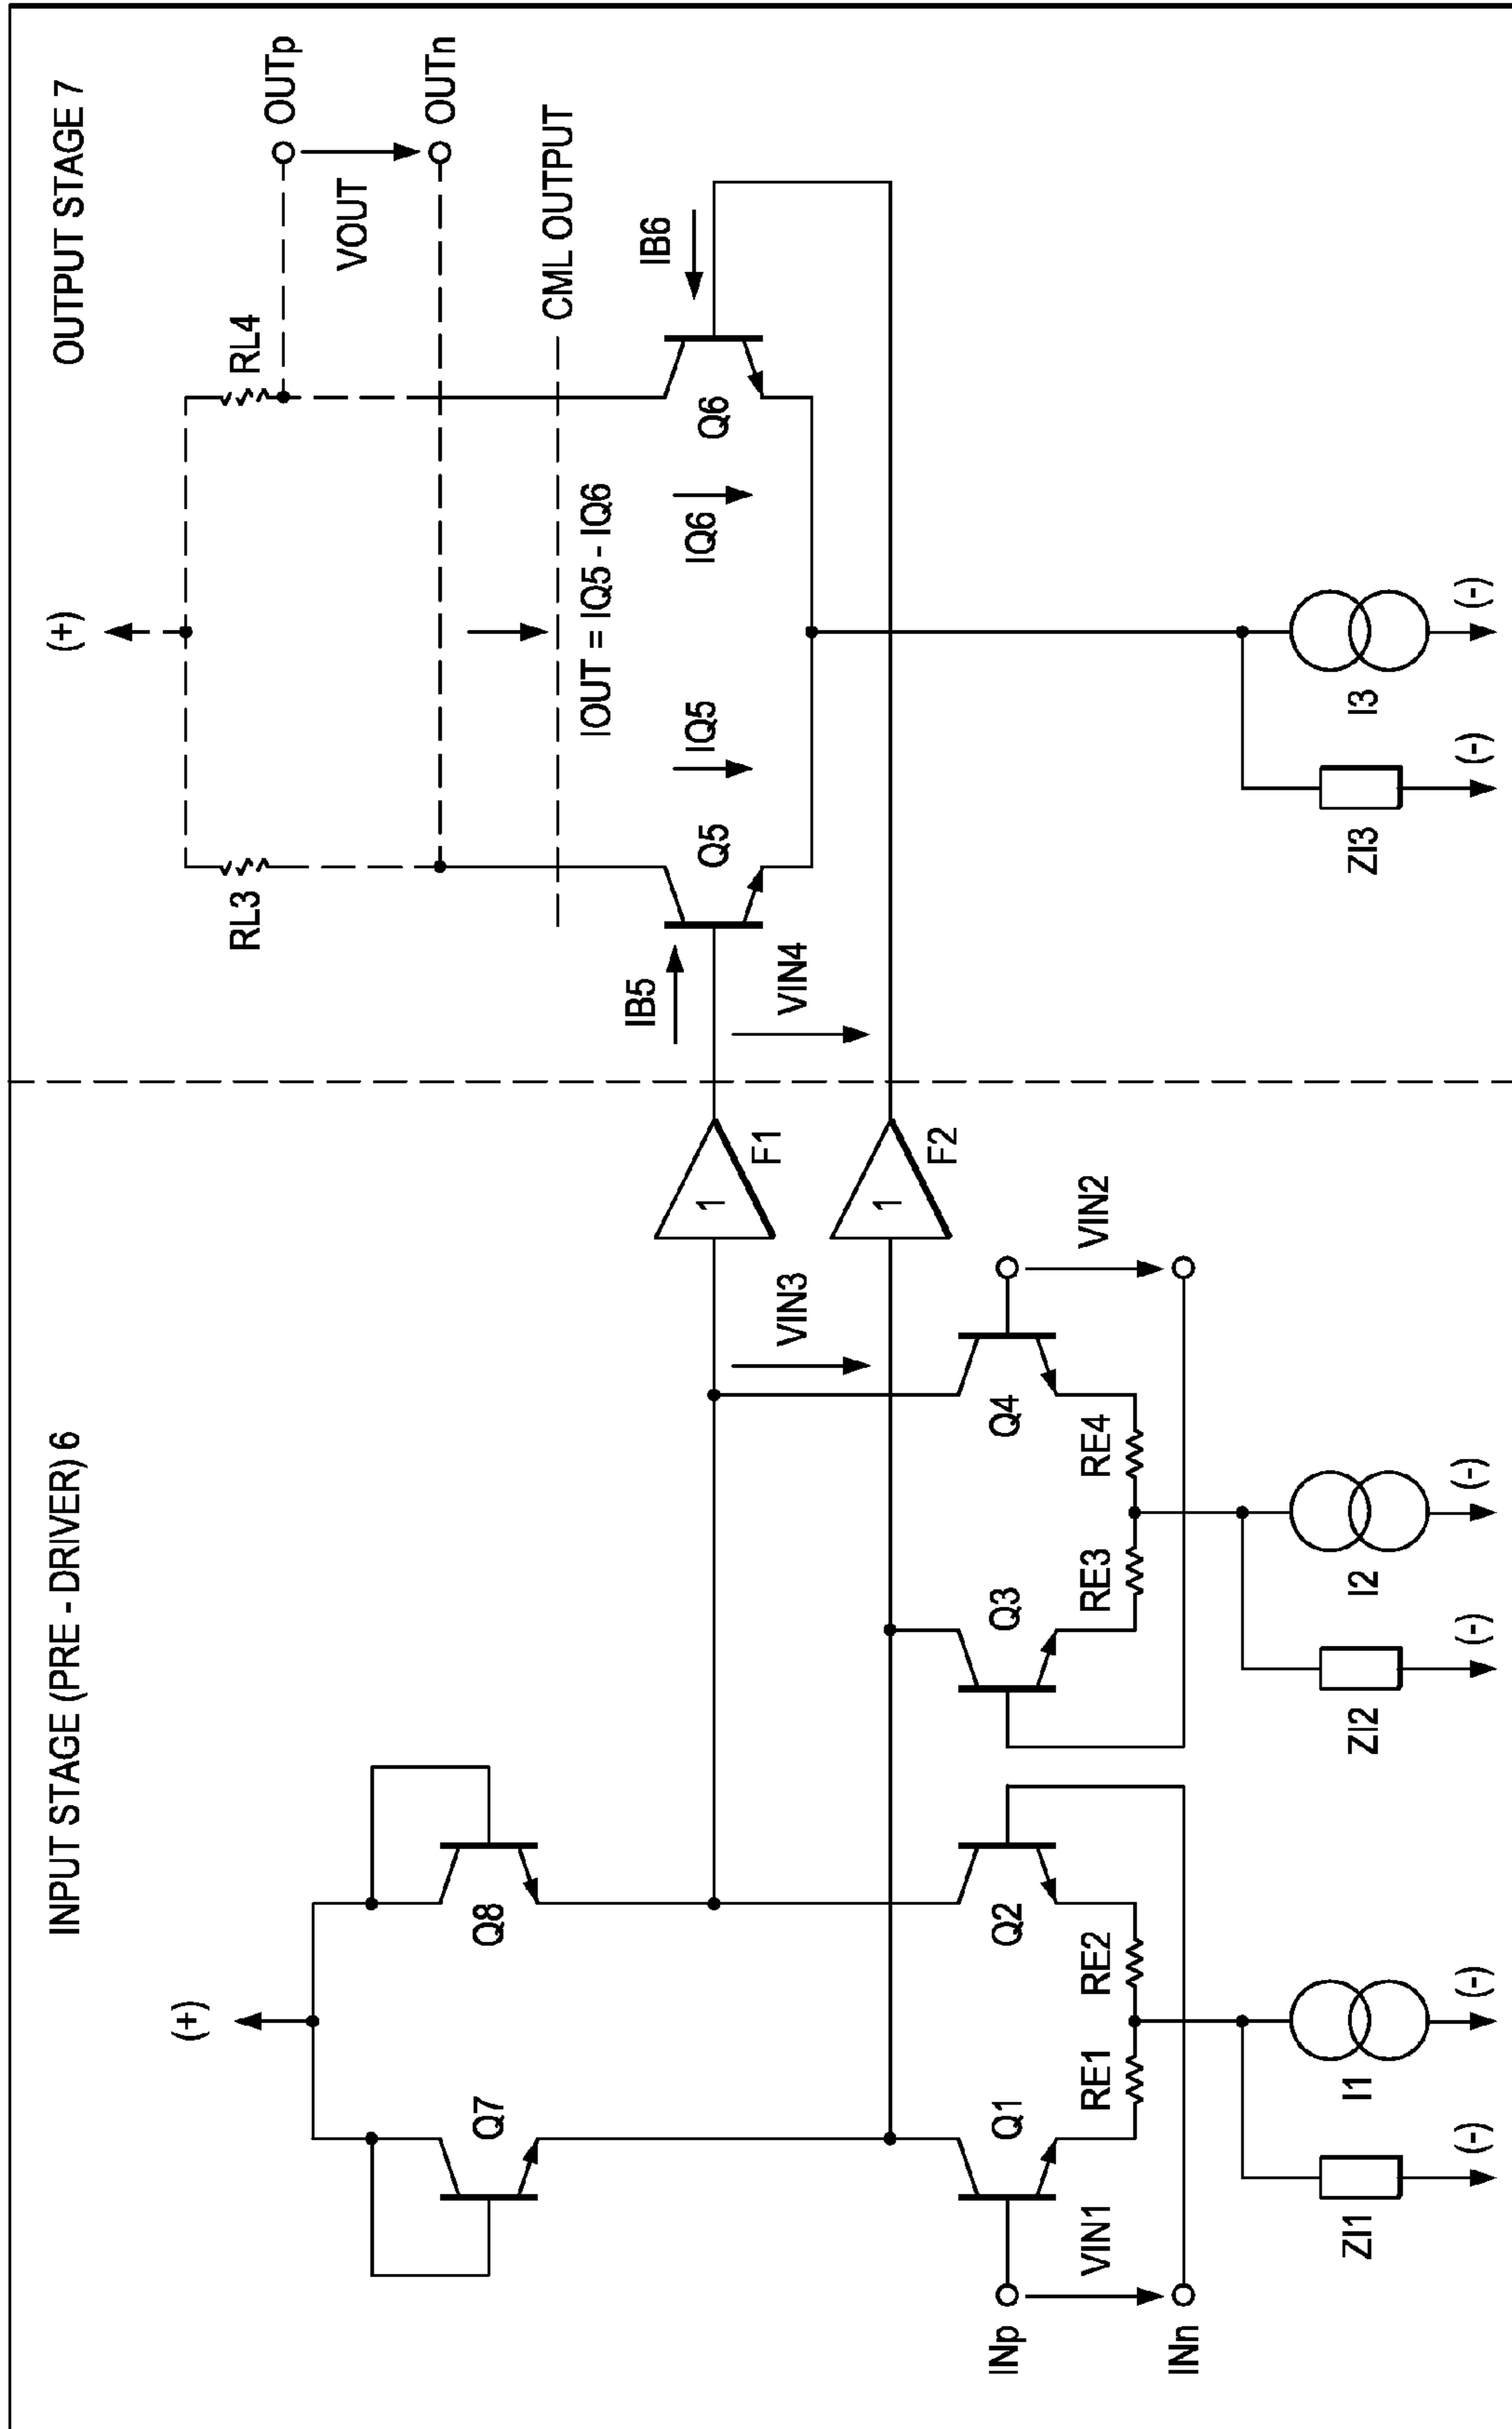 INPUT STAGE (PRE - DRIVER) 6
OUTPUT STAGE 7
(+)
(+)
RL3
RL4
OUTp
VOUT
OUTn
Q7
Q8
CML OUTPUT
IOUT = IQ5 - IQ6
IB5
Q5
IQ5
IQ6
Q6
IB6
1
F1
VIN3
VIN4
1
F2
INp
VIN1
INn
Q1
Q2
RE1
RE2
Q3
Q4
RE3
RE4
VIN2
ZI1
I1
ZI2
I2
ZI3
I3
(-)
(-)
(-)
(-)
(-)
(-)